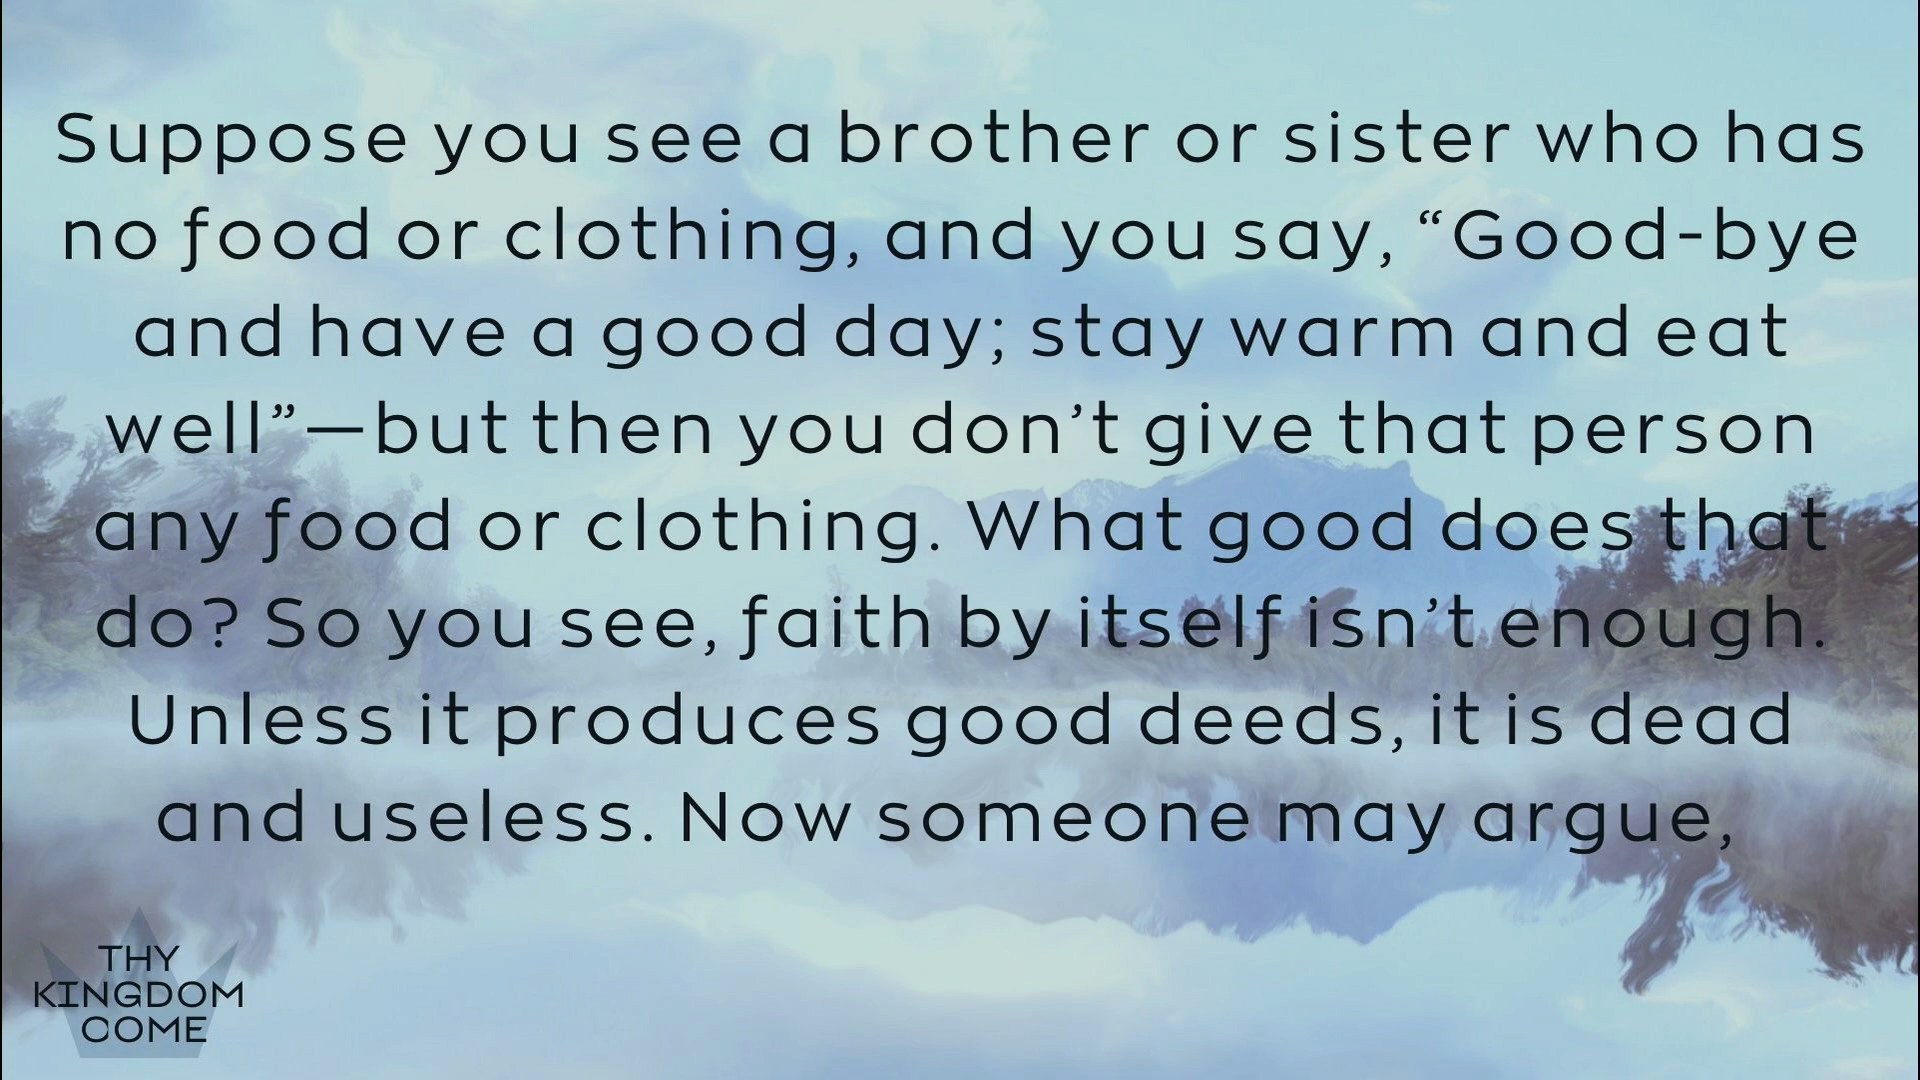 Suppose you see a brother or sister who has
no food or clothing, and you say, “Good-bye
and have a good day; stay warm and eat
well”—but then you don’t give that person
any food or clothing. What good does that
do? So you see, faith by itself isn’t enough.
Unless it produces good deeds, it is dead
and useless. Now someone may argue,
THY
KINGDOM
COME